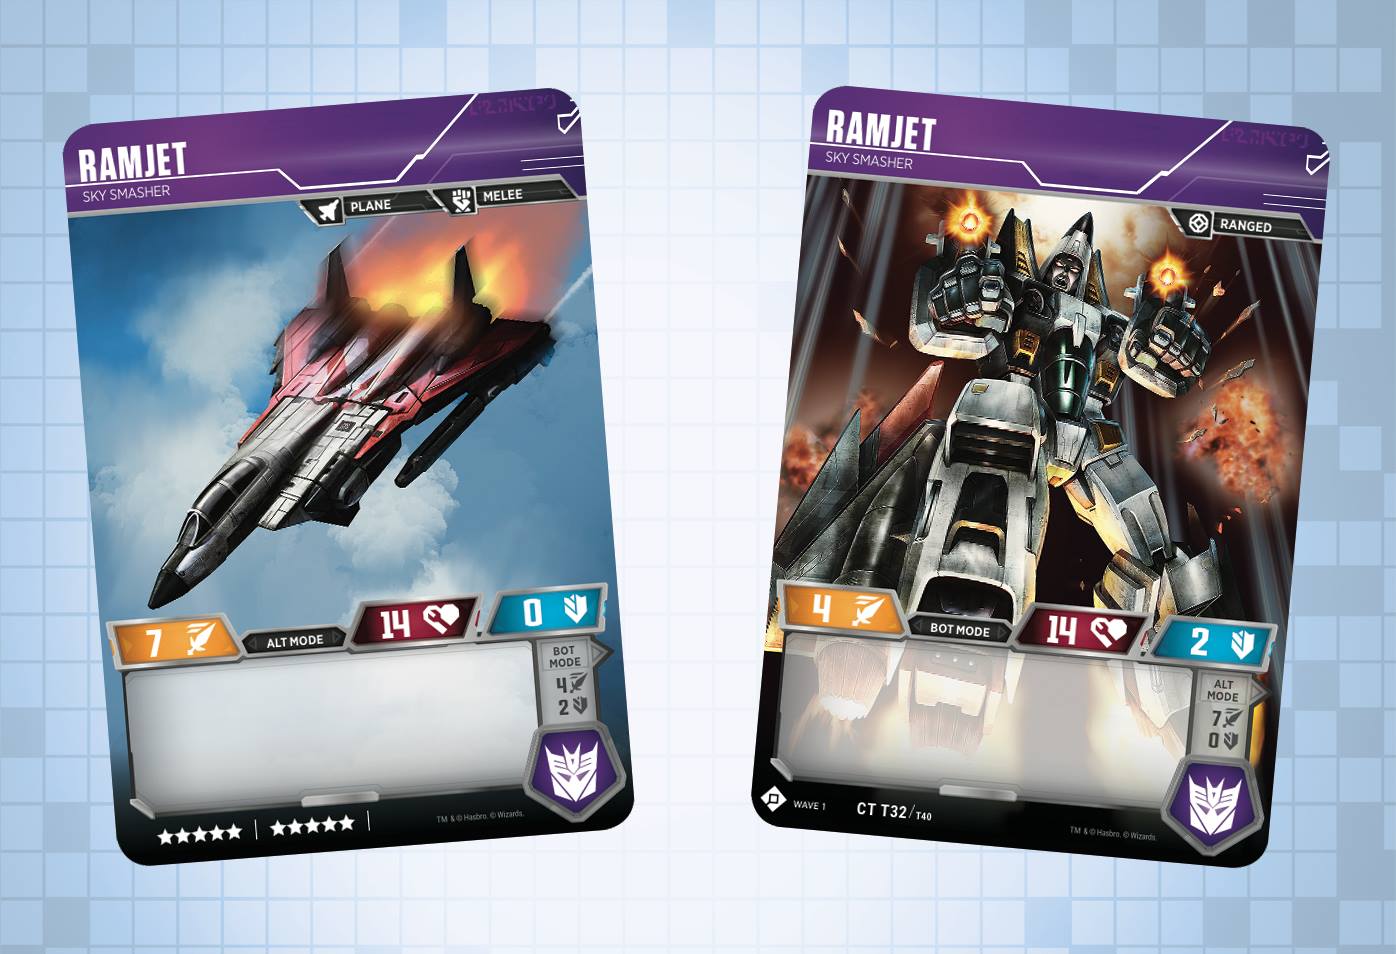 RAMJET
SKY SMASHER
PLANE
MELEE
7
ALT MODE
14
0
BOT
MODE
4
2
TM & © Hasbro. © Wizards.
RAMJET
SKY SMASHER
RANGED
4
BOT MODE
14
2
ALT
MODE
7
0
WAVE 1
CT T32/T40
TM & © Hasbro. © Wizards.